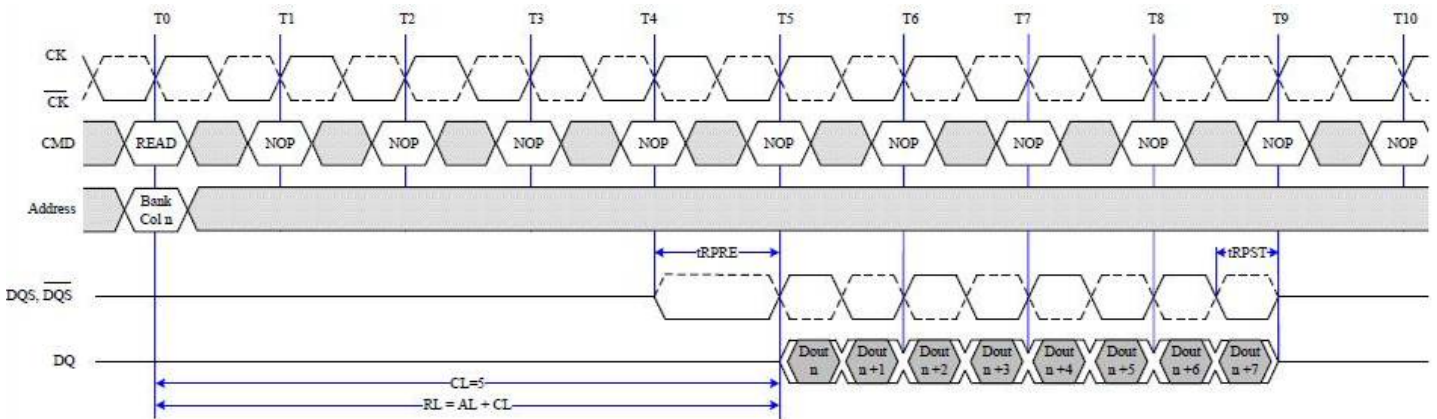 T0 T1 T2 T3 T4 T5 T6 T7 T8 T9 T10
CK
CK
CMD READ NOP NOP NOP NOP NOP NOP NOP NOP NOP NOP
Address Bank
Col n
tRPRE tRPST
DQS, DQS
DQ Dout Dout Dout Dout Dout Dout Dout Dout
n n +1 n +2 n +3 n +4 n +5 n +6 n +7
CL=5
RL = AL + CL